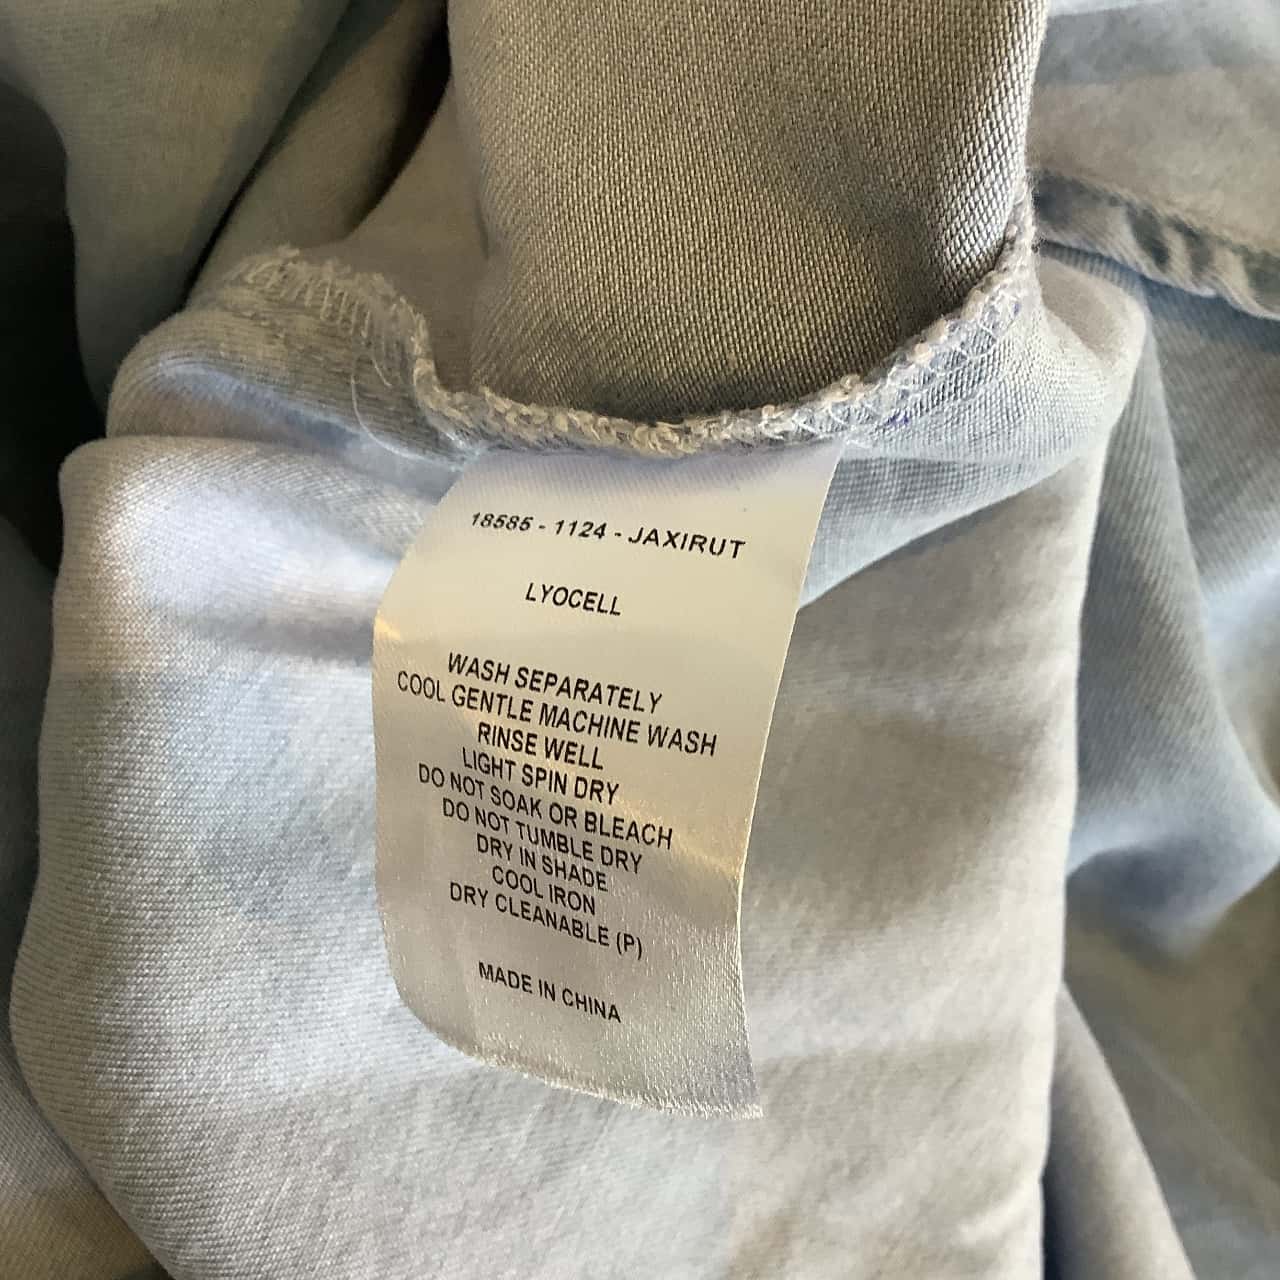 18585 - 1124 - JAXIRUT
LYOCELL
WASH SEPARATELY
COOL GENTLE MACHINE WASH
RINSE WELL
LIGHT SPIN DRY
DO NOT SOAK OR BLEACH
DO NOT TUMBLE DRY
DRY IN SHADE
COOL IRON
DRY CLEANABLE (P)
MADE IN CHINA